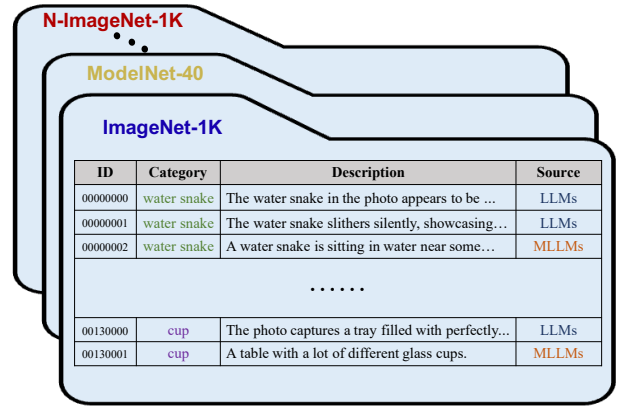 N-ImageNet-1K
ModelNet-40
ImageNet-1K
ID Category Description Source
00000000 water snake The water snake in the photo appears to be ... LLMs
00000001 water snake The water snake slithers silently, showcasing... LLMs
00000002 water snake A water snake is sitting in water near some... MLLMs
......
00130000 cup The photo captures a tray filled with perfectly... LLMs
00130001 cup A table with a lot of different glass cups. MLLMs